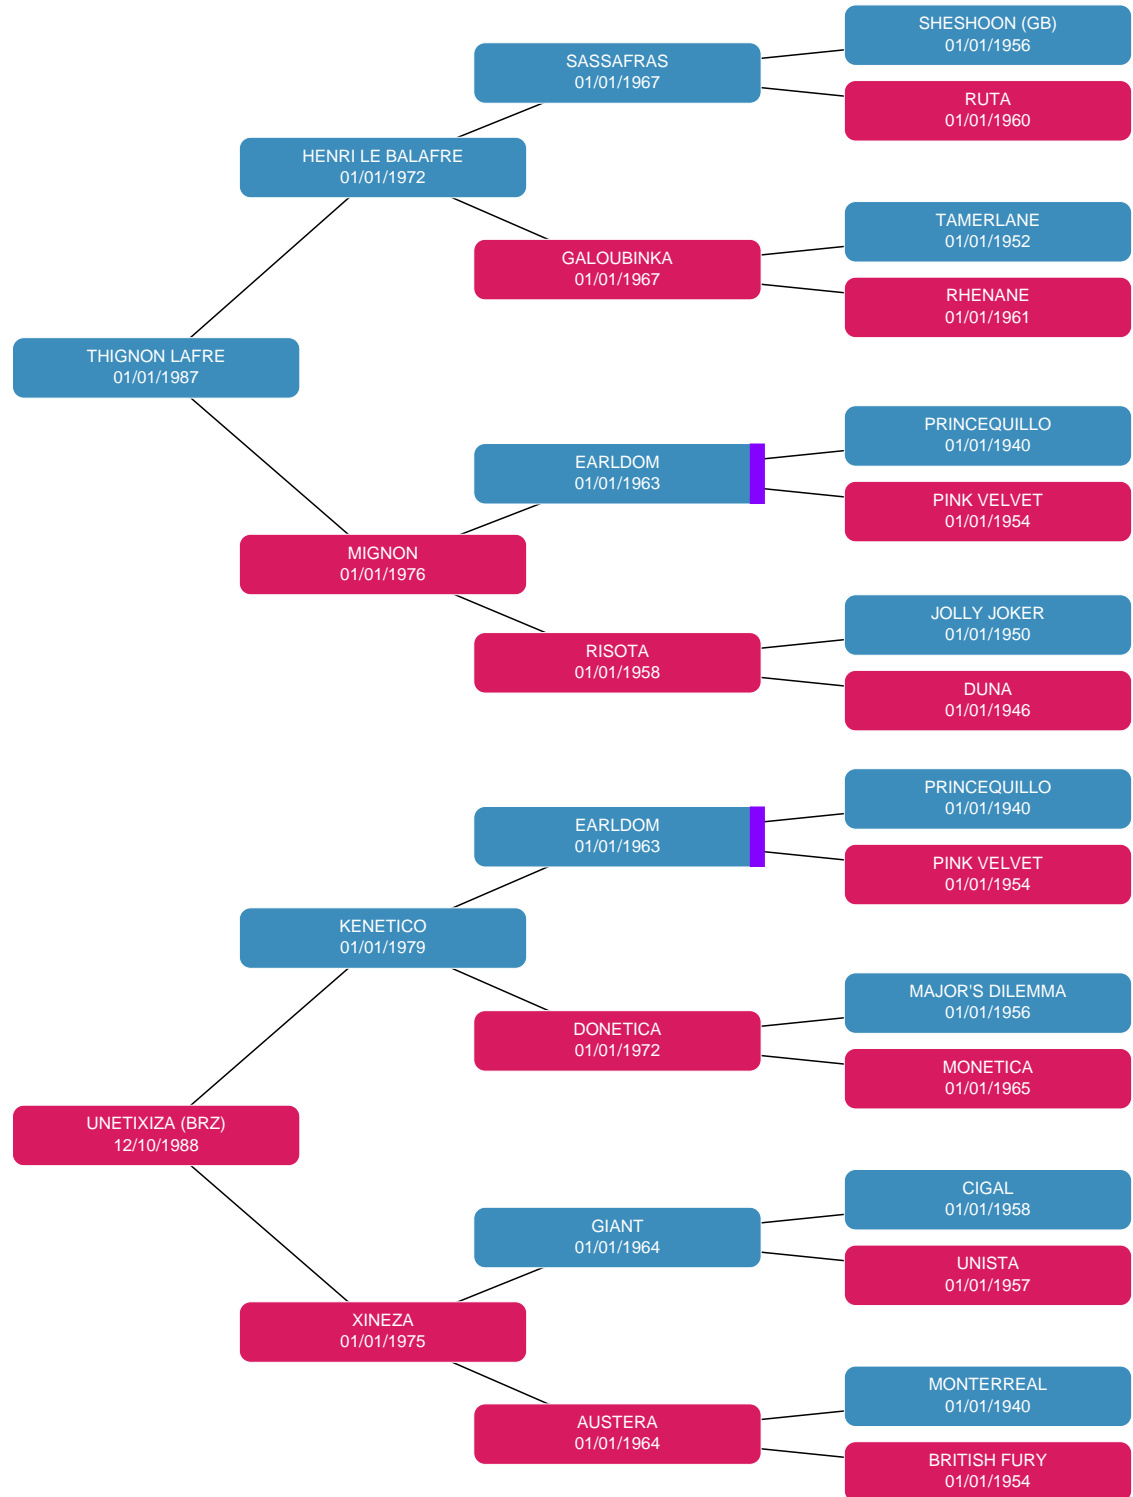 SHESHOON (GB)
01/01/1956
SASSAFRAS
01/01/1967
RUTA
01/01/1960
HENRI LE BALAFRE
01/01/1972
TAMERLANE
01/01/1952
GALOUBINKA
01/01/1967
RHENANE
01/01/1961
THIGNON LAFRE
01/01/1987
PRINCEQUILLO
01/01/1940
EARLDOM
01/01/1963
PINK VELVET
01/01/1954
MIGNON
01/01/1976
JOLLY JOKER
01/01/1950
RISOTA
01/01/1958
DUNA
01/01/1946
PRINCEQUILLO
01/01/1940
EARLDOM
01/01/1963
PINK VELVET
01/01/1954
KENETICO
01/01/1979
MAJOR'S DILEMMA
01/01/1956
DONETICA
01/01/1972
MONETICA
01/01/1965
UNETIXIZA (BRZ)
12/10/1988
CIGAL
01/01/1958
GIANT
01/01/1964
UNISTA
01/01/1957
XINEZA
01/01/1975
MONTERREAL
01/01/1940
AUSTERA
01/01/1964
BRITISH FURY
01/01/1954